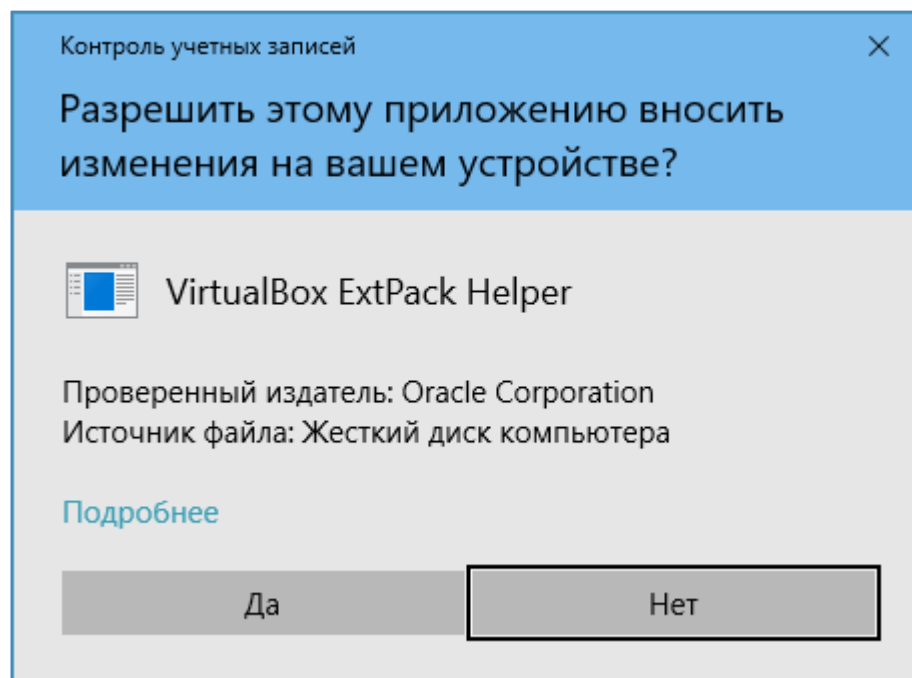 Контроль учетных записей
Разрешить этому приложению вносить
изменения на вашем устройстве?
VirtualBox ExtPack Helper
Проверенный издатель: Oracle Corporation
Источник файла: Жесткий диск компьютера
Подробнее
Да
Нет